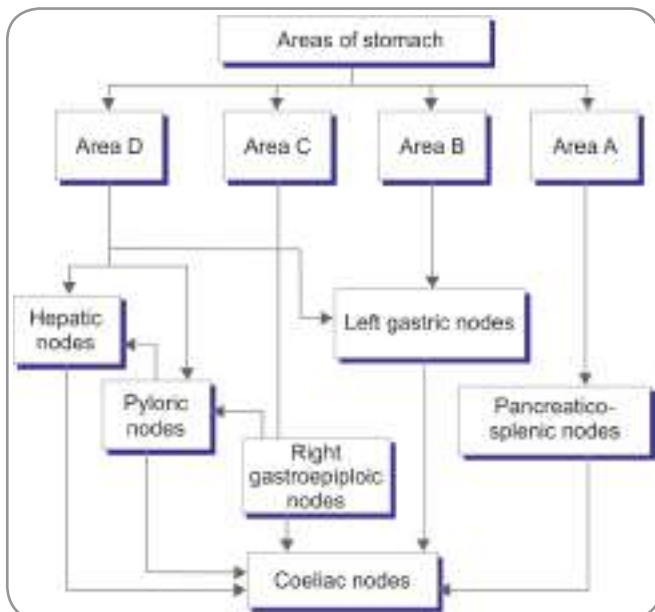 Areas of stomach
Area D
Area C
Area B
Area A
Hepatic
nodes
Left gastric nodes
Pyloric
nodes
Pancreatico-
splenic nodes
Right
gastroepiploic
nodes
Coeliac nodes